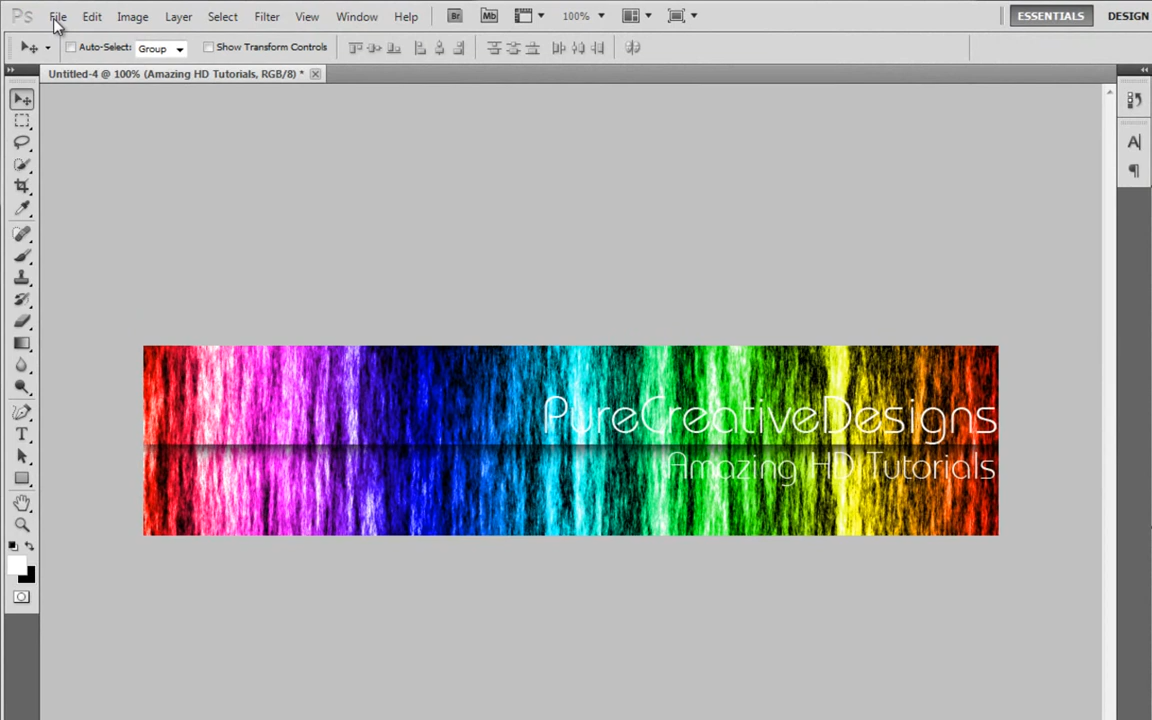 Ps File Edit Image Layer Select Filter View Window Help Br Mb 100% ESSENTIALS DESIGN
Auto-Select: Group Show Transform Controls
Untitled-4 @ 100% (Amazing HD Tutorials, RGB/8) *
PureCreativeDesigns
Amazing HD Tutorials